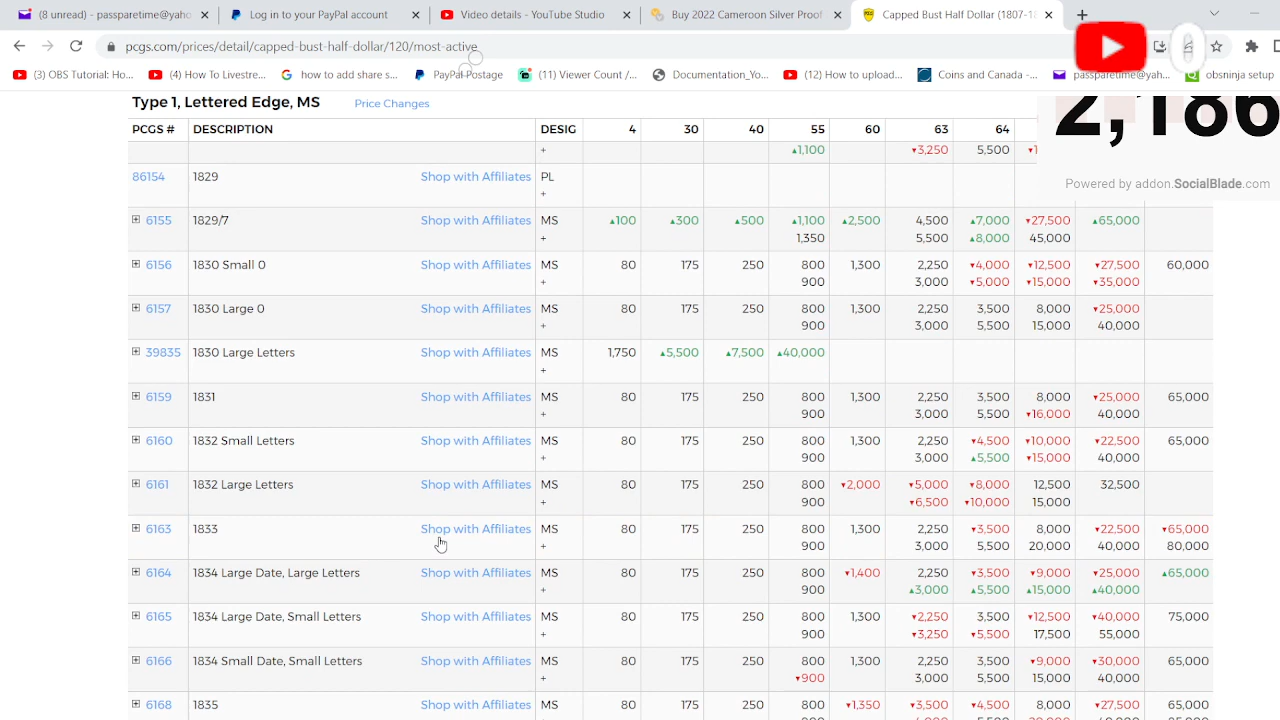 (8 unread) - passparetime@yaho
Log in to your PayPal account
Video details - YouTube Studio
Buy 2022 Cameroon Silver Proc
Capped Bust Half Dollar (1807-1
pcgs.com/prices/detail/capped-bust-half-dollar/120/most-active
0
(3) OBS Tutorial: Ho...
(4) How To Livestre...
how to add share s...
PayPal Postage
(11) Viewer Count /...
Documentation_Yo...
(12) How to upload...
Coins and Canada -...
passparetime@yah...
obsninja setup
Type 1, Lettered Edge, MS Price Changes
2,186
Powered by addon.SocialBlade.com
PCGS # DESCRIPTION DESIG 4 30 40 55 60 63 64
+ ▲1,100 ▼3,250 5,500
86154 1829 Shop with Affiliates PL
+
6155 1829/7 Shop with Affiliates MS ▲100 ▲300 ▲500 ▲1,100 ▲2,500 4,500 ▲7,000 ▼27,500 ▲65,000
+ 1,350 5,500 ▲8,000 45,000
6156 1830 Small 0 Shop with Affiliates MS 80 175 250 800 1,300 2,250 ▼4,000 ▼12,500 ▼27,500 60,000
+ 900 3,000 ▼5,000 ▼15,000 ▼35,000
6157 1830 Large 0 Shop with Affiliates MS 80 175 250 800 1,300 2,250 3,500 8,000 ▼25,000
+ 900 3,000 5,500 15,000 40,000
39835 1830 Large Letters Shop with Affiliates MS 1,750 ▲5,500 ▲7,500 ▲40,000
+
6159 1831 Shop with Affiliates MS 80 175 250 800 1,300 2,250 3,500 8,000 ▼25,000 65,000
+ 900 3,000 5,500 ▼16,000 40,000
6160 1832 Small Letters Shop with Affiliates MS 80 175 250 800 1,300 2,250 ▼4,500 ▼10,000 ▼22,500 65,000
+ 900 3,000 ▲5,500 ▼15,000 40,000
6161 1832 Large Letters Shop with Affiliates MS 80 175 250 800 ▼2,000 ▼5,000 ▼8,000 12,500 32,500
+ 900 ▼6,500 ▼10,000 15,000
6163 1833 Shop with Affiliates MS 80 175 250 800 1,300 2,250 ▼3,500 8,000 ▼22,500 ▼65,000
+ 900 3,000 5,500 20,000 40,000 80,000
6164 1834 Large Date, Large Letters Shop with Affiliates MS 80 175 250 800 ▼1,400 2,250 ▼3,500 ▼9,000 ▼25,000 ▲65,000
+ 900 ▲3,000 ▲5,500 ▲15,000 ▲40,000
6165 1834 Large Date, Small Letters Shop with Affiliates MS 80 175 250 800 1,300 ▼2,250 3,500 ▼12,500 ▼40,000 75,000
+ 900 ▼3,250 ▼5,500 17,500 55,000
6166 1834 Small Date, Small Letters Shop with Affiliates MS 80 175 250 800 1,300 2,250 3,500 ▼9,000 ▼30,000 65,000
+ ▼900 3,000 5,500 15,000 40,000
6168 1835 Shop with Affiliates MS 80 175 250 800 ▼1,350 ▼3,500 ▼4,500 8,000 ▼27,500 65,000